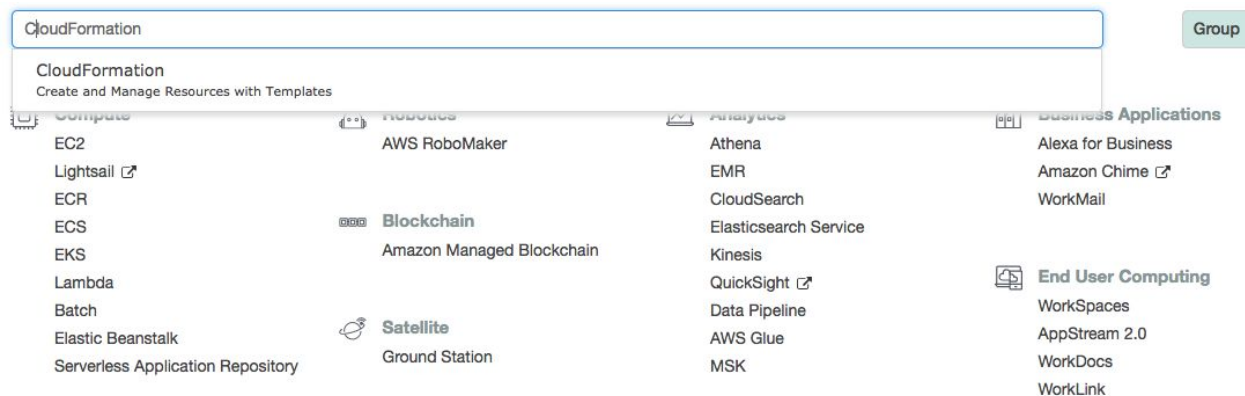 CloudFormation
Group
CloudFormation
Create and Manage Resources with Templates
Compute
EC2
Lightsail
ECR
ECS
EKS
Lambda
Batch
Elastic Beanstalk
Serverless Application Repository
Robotics
AWS RoboMaker
Blockchain
Amazon Managed Blockchain
Satellite
Ground Station
Analytics
Athena
EMR
CloudSearch
Elasticsearch Service
Kinesis
QuickSight
Data Pipeline
AWS Glue
MSK
Business Applications
Alexa for Business
Amazon Chime
WorkMail
End User Computing
WorkSpaces
AppStream 2.0
WorkDocs
WorkLink